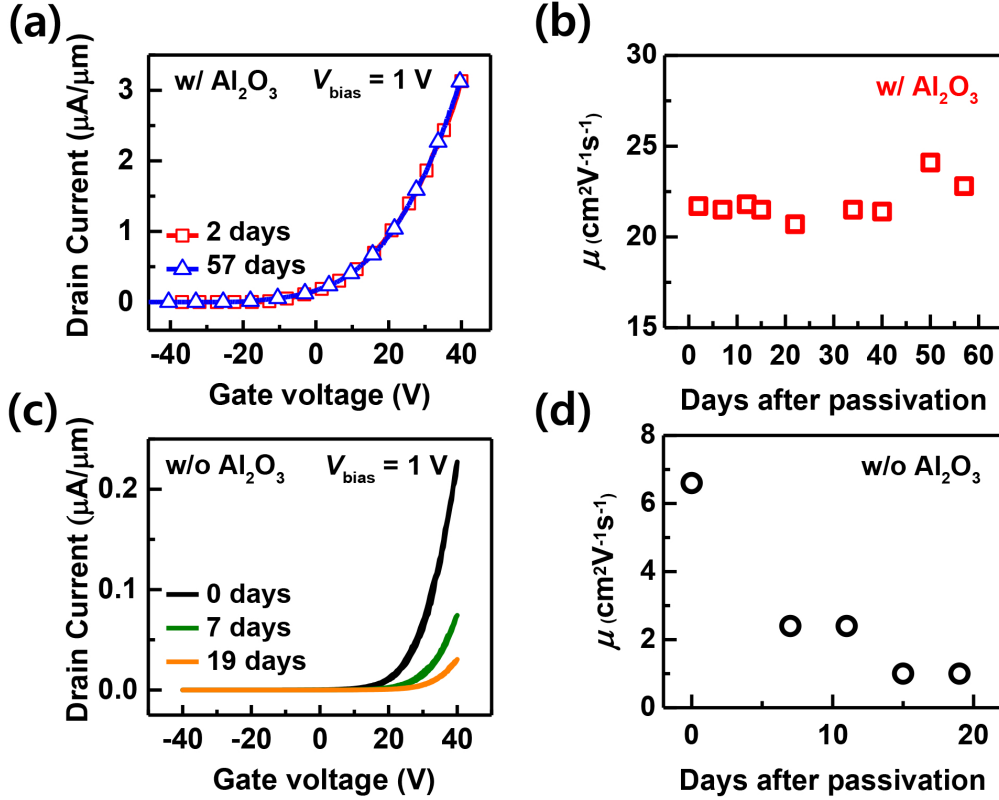 (a)
w/ Al₂O₃ V_bias = 1 V
Drain Current (μA/μm)
3
2
1
0
2 days
57 days
-40 -20 0 20 40
Gate voltage (V)
(b)
w/ Al₂O₃
μ (cm²V⁻¹s⁻¹)
30
25
20
15
0 10 20 30 40 50 60
Days after passivation
(c)
w/o Al₂O₃ V_bias = 1 V
Drain Current (μA/μm)
0.2
0.1
0.0
0 days
7 days
19 days
-40 -20 0 20 40
Gate voltage (V)
(d)
w/o Al₂O₃
μ (cm²V⁻¹s⁻¹)
8
6
4
2
0
0 10 20
Days after passivation